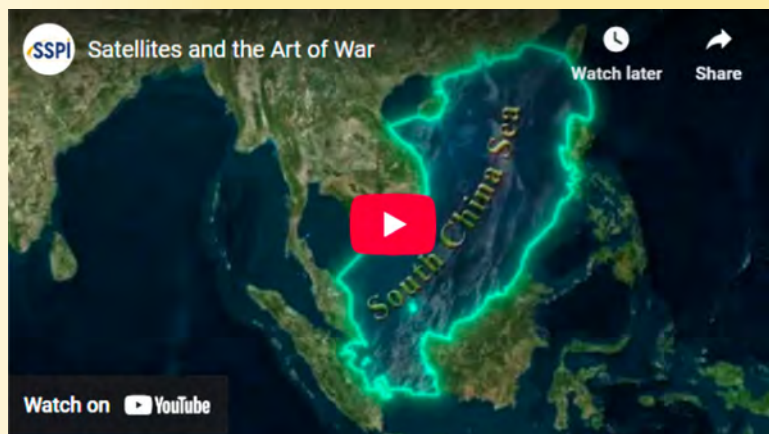 SSPI
Satellites and the Art of War
Watch later
Share
South China Sea
Watch on YouTube